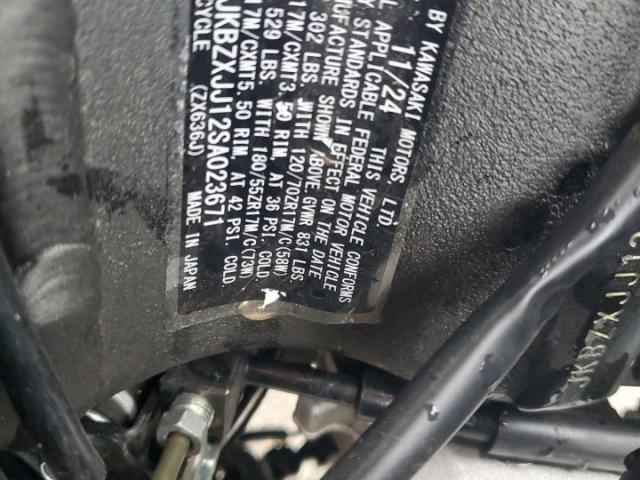 BY KAWASAKI MOTORS, LTD.
11/24 THIS VEHICLE CONFORMS
L APPLICABLE FEDERAL MOTOR VEHICLE
Y STANDARDS IN EFFECT ON THE DATE
NUFACTURE SHOWN ABOVE. GVWR 831 LBS
302 LBS. WITH 120/70ZR17M/C(58W)
17M/CXMT3.50 RIM, AT 36 PSI. COLD
529 LBS. WITH 180/55ZR17M/C(73W)
17M/CXMT5.50 RIM, AT 42 PSI. COLD
JKBZXJJ12SA023671
CYCLE (ZX636J) MADE IN JAPAN
JKBZXJJ12